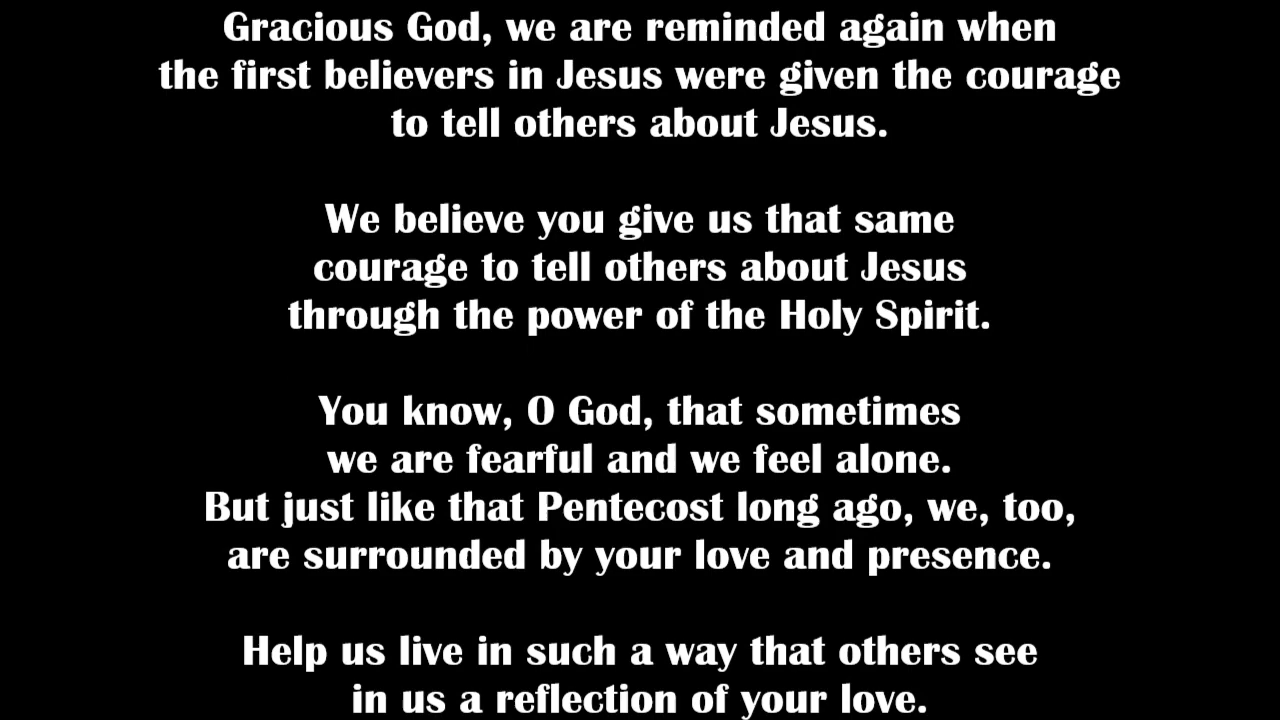 Gracious God, we are reminded again when
the first believers in Jesus were given the courage
to tell others about Jesus.
We believe you give us that same
courage to tell others about Jesus
through the power of the Holy Spirit.
You know, O God, that sometimes
we are fearful and we feel alone.
But just like that Pentecost long ago, we, too,
are surrounded by your love and presence.
Help us live in such a way that others see
in us a reflection of your love.